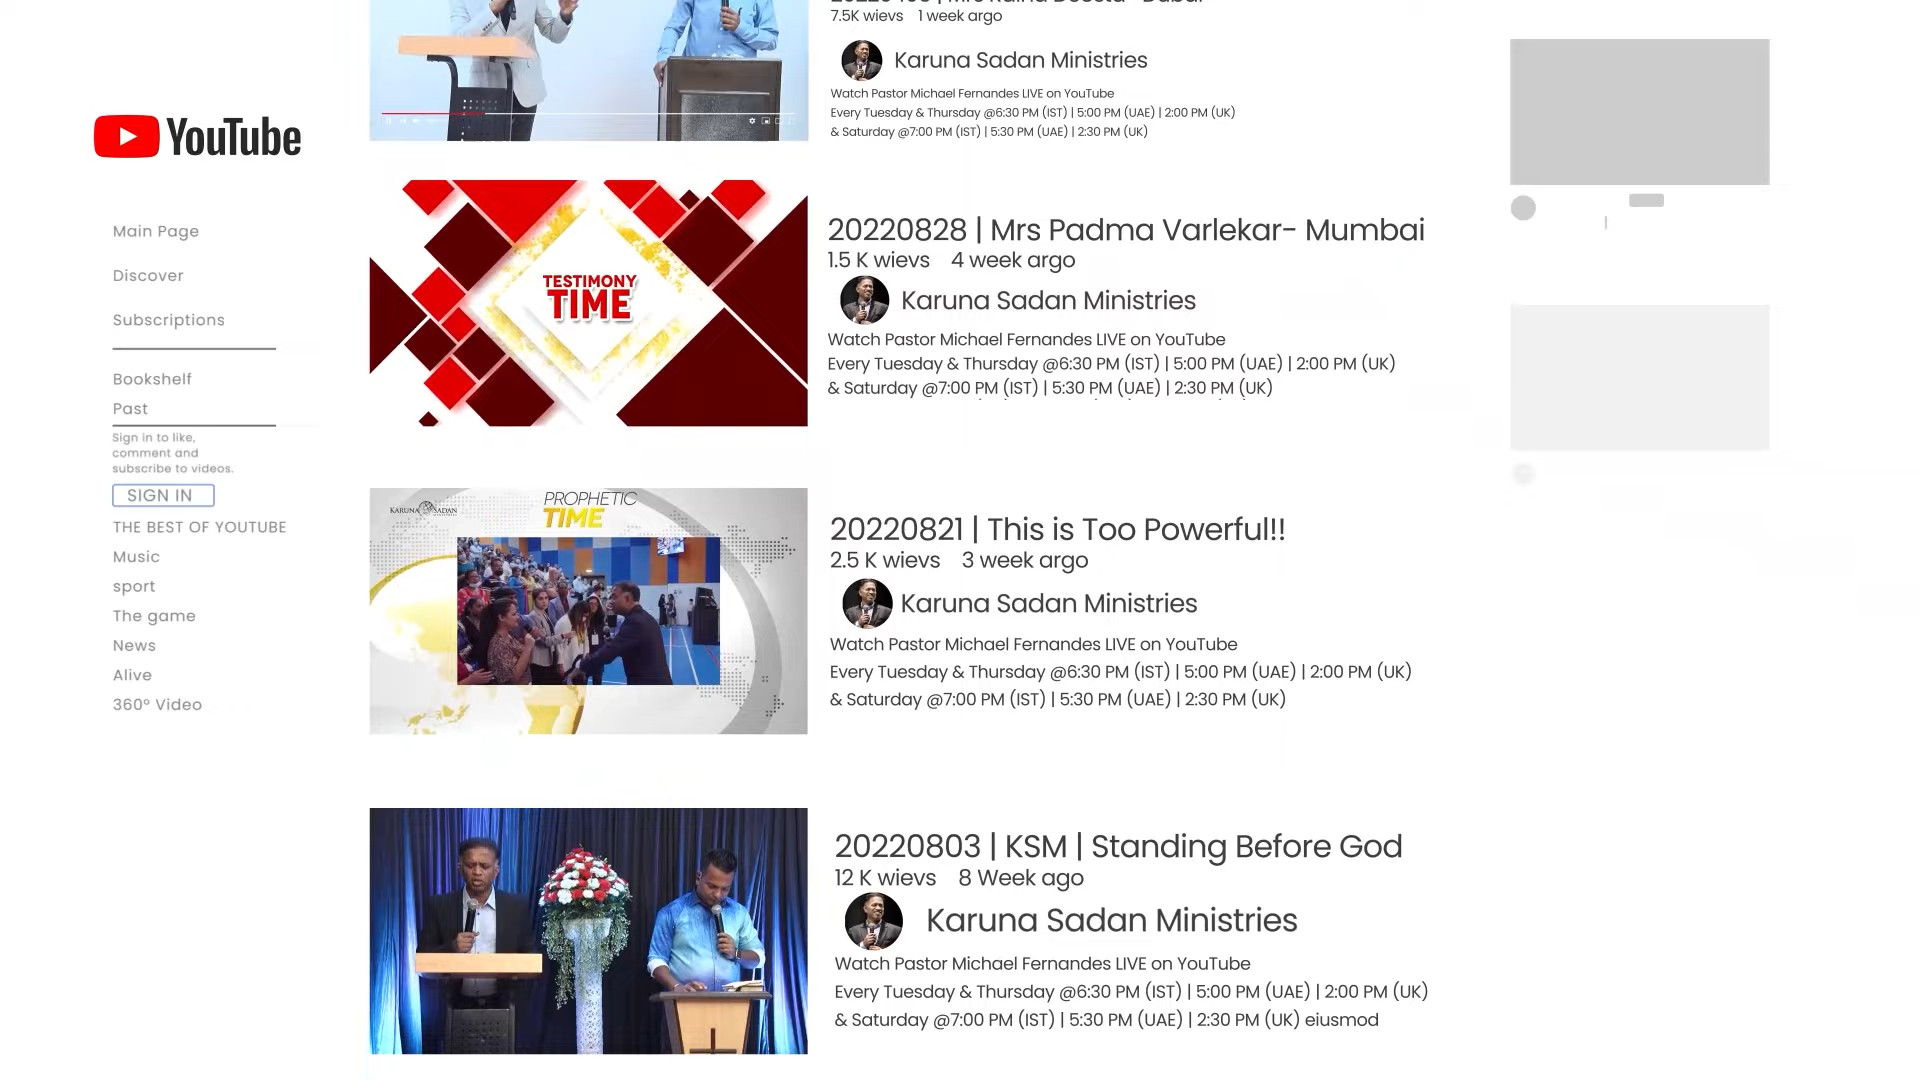 YouTube
Main Page
Discover
Subscriptions
Bookshelf
Past
Sign in to like,
comment and
subscribe to videos.
SIGN IN
THE BEST OF YOUTUBE
Music
sport
The game
News
Alive
360° Video
7.5K wievs 1 week argo
Karuna Sadan Ministries
Watch Pastor Michael Fernandes LIVE on YouTube
Every Tuesday & Thursday @6:30 PM (IST) | 5:00 PM (UAE) | 2:00 PM (UK)
& Saturday @7:00 PM (IST) | 5:30 PM (UAE) | 2:30 PM (UK)
TESTIMONY
TIME
20220828 | Mrs Padma Varlekar- Mumbai
1.5 K wievs 4 week argo
Karuna Sadan Ministries
Watch Pastor Michael Fernandes LIVE on YouTube
Every Tuesday & Thursday @6:30 PM (IST) | 5:00 PM (UAE) | 2:00 PM (UK)
& Saturday @7:00 PM (IST) | 5:30 PM (UAE) | 2:30 PM (UK)
KARUNA SADAN
PROPHETIC
TIME
20220821 | This is Too Powerful!!
2.5 K wievs 3 week argo
Karuna Sadan Ministries
Watch Pastor Michael Fernandes LIVE on YouTube
Every Tuesday & Thursday @6:30 PM (IST) | 5:00 PM (UAE) | 2:00 PM (UK)
& Saturday @7:00 PM (IST) | 5:30 PM (UAE) | 2:30 PM (UK)
20220803 | KSM | Standing Before God
12 K wievs 8 Week ago
Karuna Sadan Ministries
Watch Pastor Michael Fernandes LIVE on YouTube
Every Tuesday & Thursday @6:30 PM (IST) | 5:00 PM (UAE) | 2:00 PM (UK)
& Saturday @7:00 PM (IST) | 5:30 PM (UAE) | 2:30 PM (UK) eiusmod